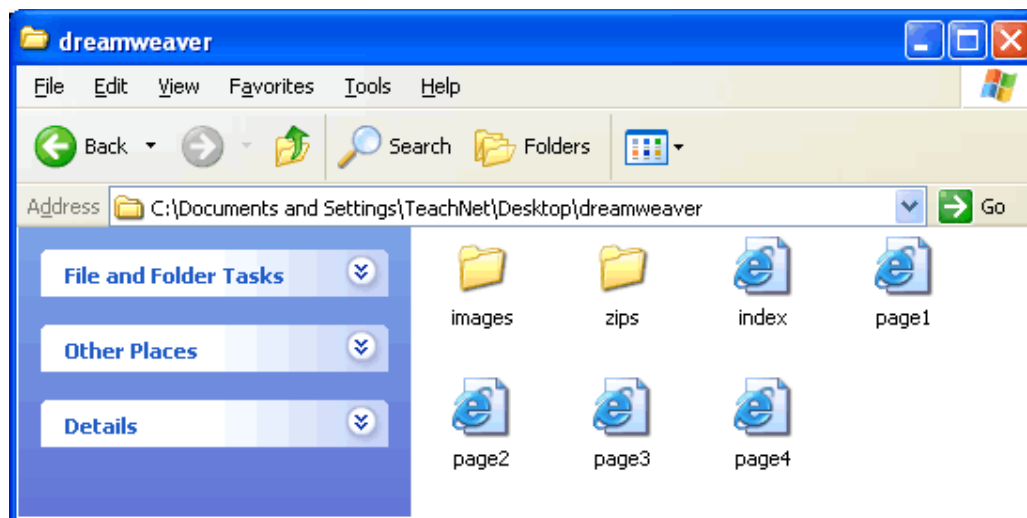 dreamweaver
File Edit View Favorites Tools Help
Back Search Folders
Address C:\Documents and Settings\TeachNet\Desktop\dreamweaver Go
File and Folder Tasks
Other Places
Details
images zips index page1
page2 page3 page4